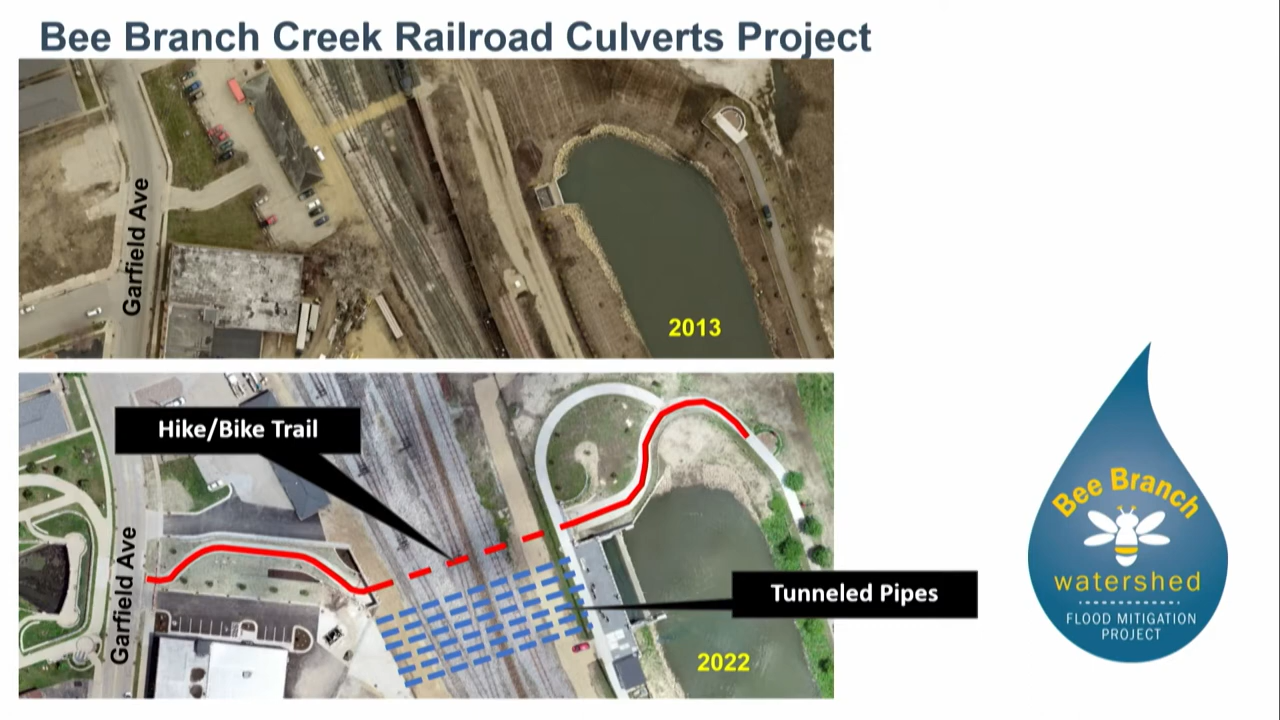 Bee Branch Creek Railroad Culverts Project
Garfield Ave
2013
Hike/Bike Trail
Garfield Ave
Tunneled Pipes
2022
Bee Branch
watershed
FLOOD MITIGATION
PROJECT